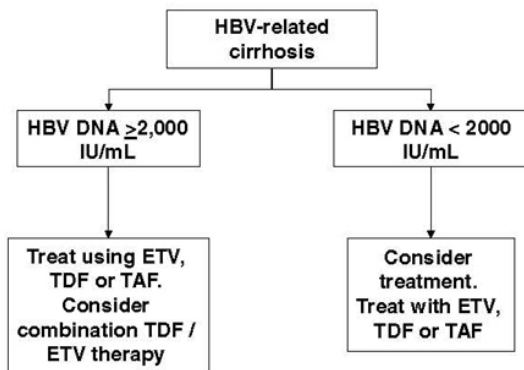 HBV-related
cirrhosis
HBV DNA ≥2,000
IU/mL
HBV DNA < 2000
IU/mL
Treat using ETV,
TDF or TAF.
Consider
combination TDF /
ETV therapy
Consider
treatment.
Treat with ETV,
TDF or TAF